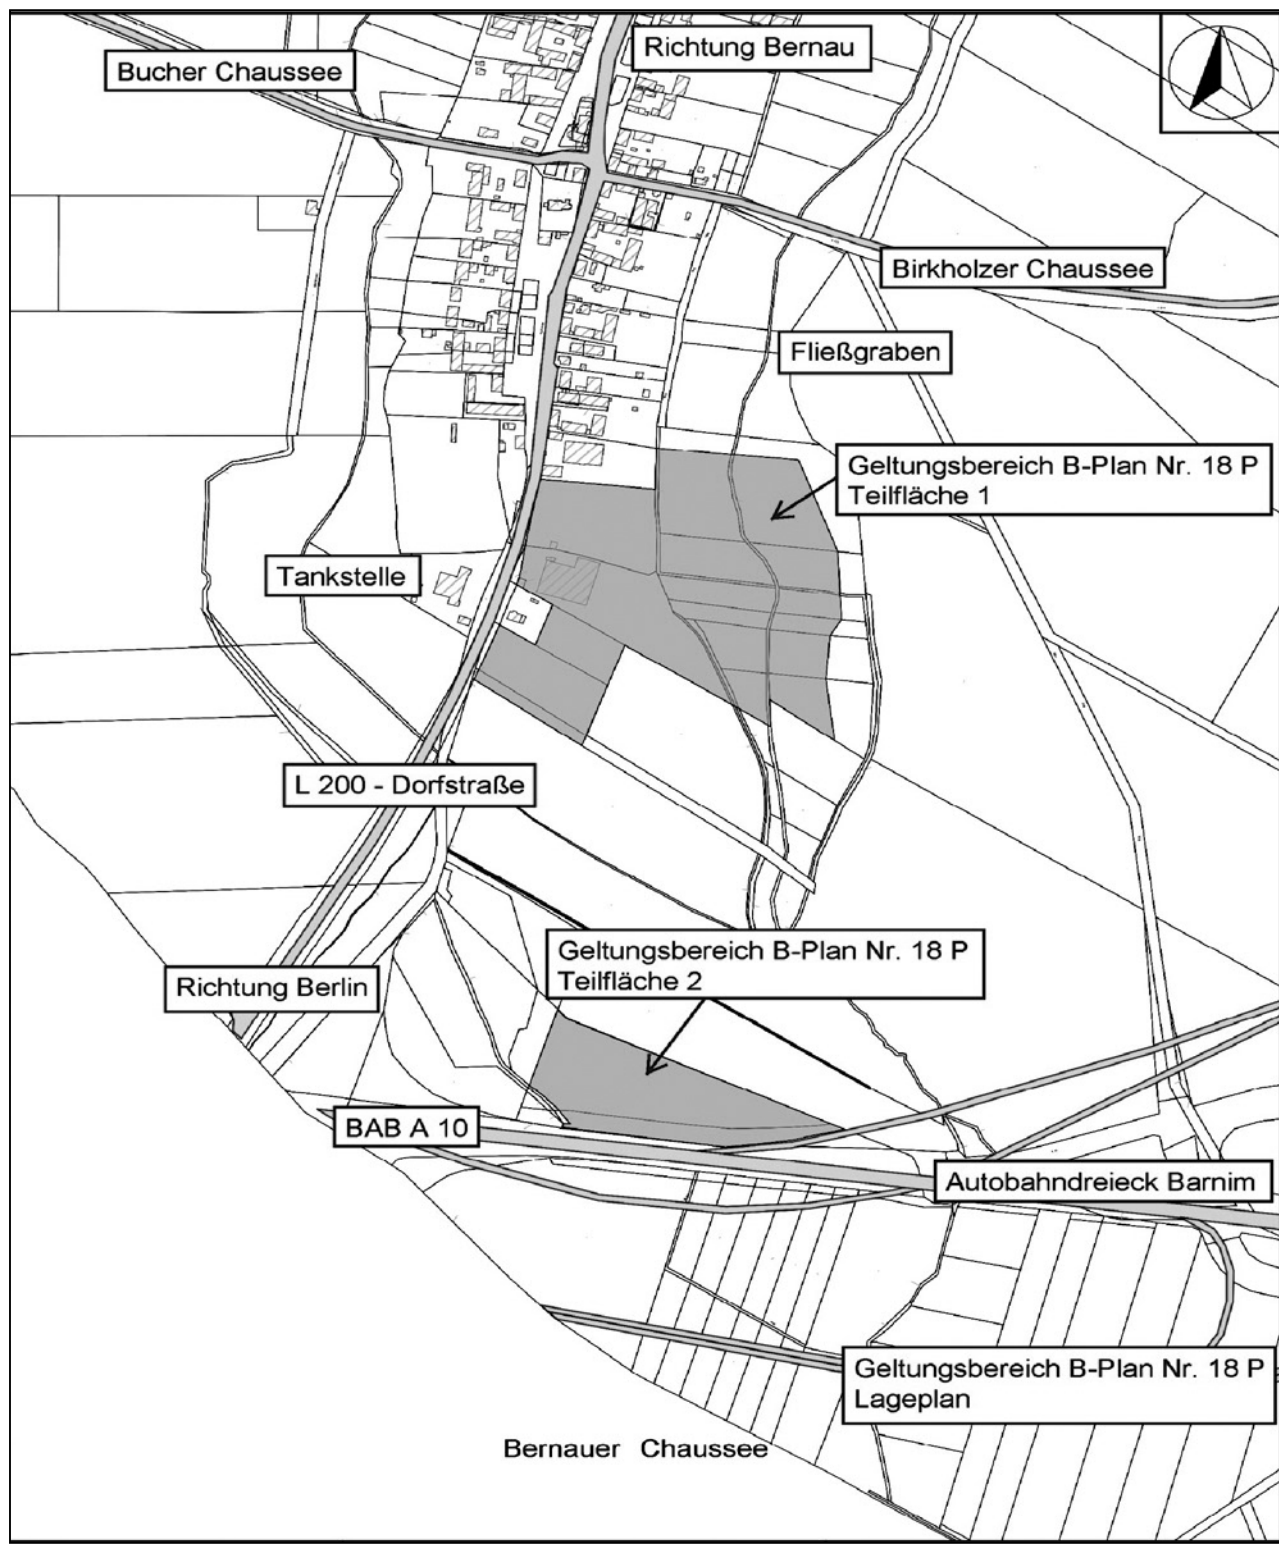 Richtung Bernau
Bucher Chaussee
Birkholzer Chaussee
Fließgraben
Geltungsbereich B-Plan Nr. 18 P
Teilfläche 1
Tankstelle
L 200 - Dorfstraße
Geltungsbereich B-Plan Nr. 18 P
Teilfläche 2
Richtung Berlin
BAB A 10
Autobahndreieck Barnim
Geltungsbereich B-Plan Nr. 18 P
Lageplan
Bernauer Chaussee